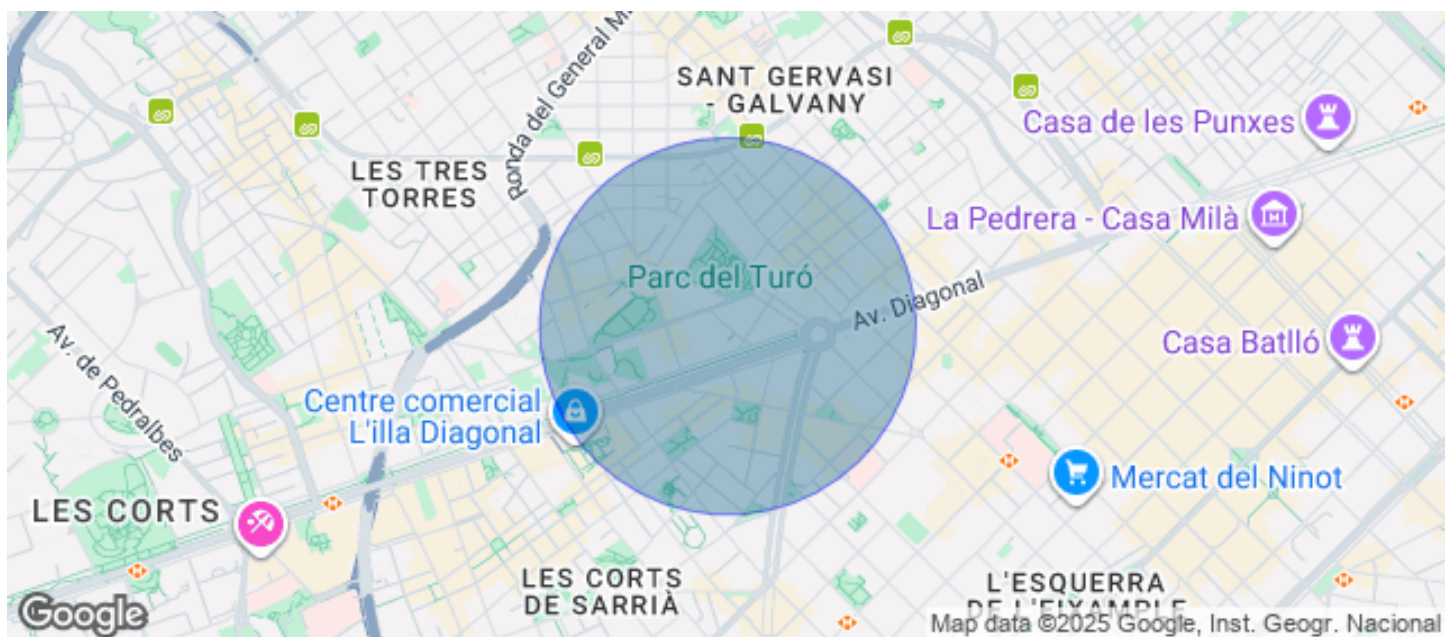 SANT GERVASI
- GALVANY
Ronda del General M
Casa de les Punxes
LES TRES
TORRES
La Pedrera - Casa Milà
Parc del Turó
Av. Diagonal
Casa Batlló
Av. de Pedralbes
Centre comercial
L'illa Diagonal
Mercat del Ninot
LES CORTS
LES CORTS
DE SARRIÀ
L'ESQUERRA
DE L'EIXAMPLE
Google
Map data ©2025 Google, Inst. Geogr. Nacional